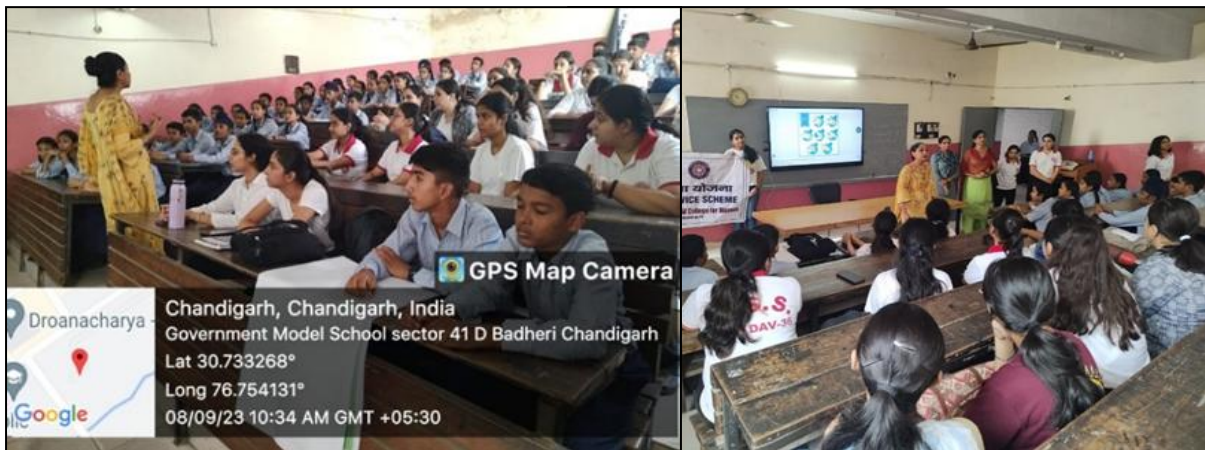 GPS Map Camera
Droanacharya -
Google
Chandigarh, Chandigarh, India
Government Model School sector 41 D Badheri Chandigarh
Lat 30.733268°
Long 76.754131°
08/09/23 10:34 AM GMT +05:30
योजना
VICE SCHEME
College for Women
S.S.
DAV-36